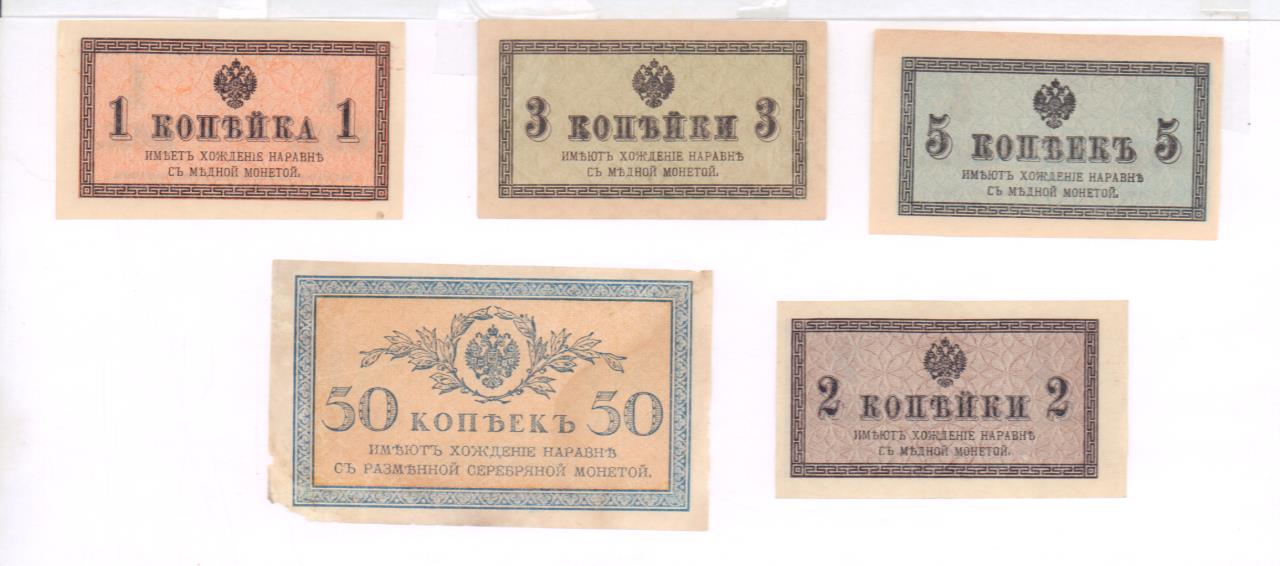 1 КОПѢЙКА 1
ИМѢЕТЪ ХОЖДЕНІЕ НАРАВНѢ
СЪ МѢДНОЙ МОНЕТОЙ.
3 КОПѢЙКИ 3
ИМѢЮТЪ ХОЖДЕНІЕ НАРАВНѢ
СЪ МѢДНОЙ МОНЕТОЙ.
5 КОПѢЕКЪ 5
ИМѢЮТЪ ХОЖДЕНІЕ НАРАВНѢ
СЪ МѢДНОЙ МОНЕТОЙ.
50 КОПѢЕКЪ 50
ИМѢЮТЪ ХОЖДЕНІЕ НАРАВНѢ
СЪ РАЗМѢННОЙ СЕРЕБРЯНОЙ МОНЕТОЙ.
2 КОПѢЙКИ 2
ИМѢЮТЪ ХОЖДЕНІЕ НАРАВНѢ
СЪ МѢДНОЙ МОНЕТОЙ.